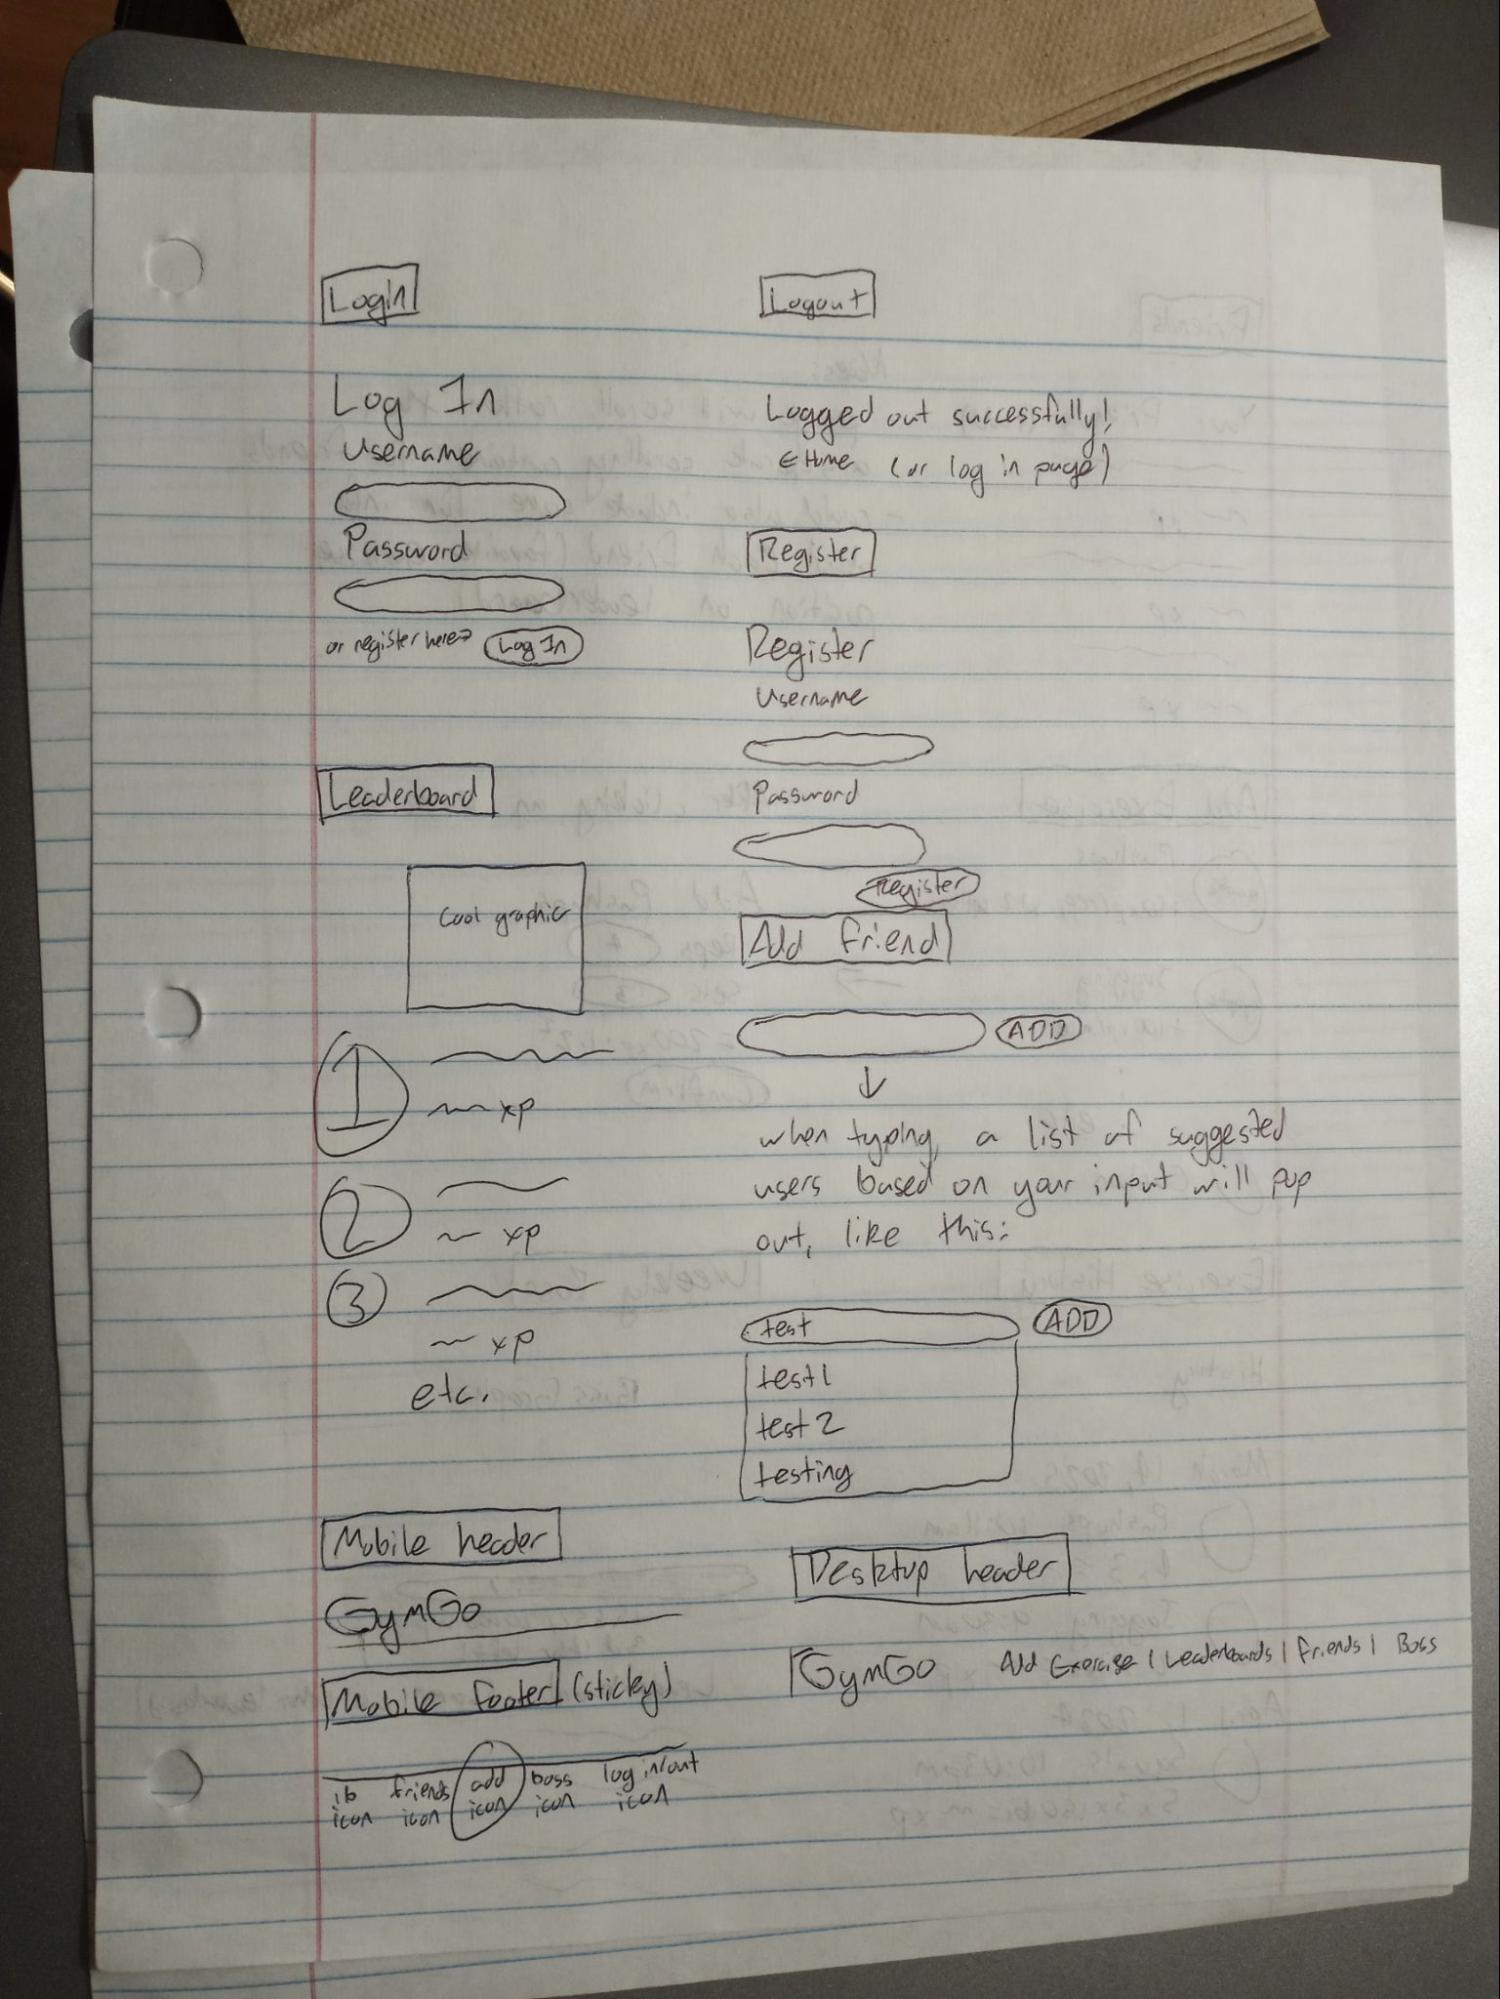 Login
Log In
Username
Password
or register here→ Log In
Leaderboard
Cool graphic
1
~ xp
2
~ xp
3
~ xp
etc.
Mobile header
GymGo
Mobile footer (sticky)
lb icon
friends icon
add icon
boss icon
log in/out icon
Logout
Logged out successfully!
← Home (or log in page)
Register
Register
Username
Password
Register
Add friend
ADD
↓
when typing, a list of suggested
users based on your input will pop
out, like this:
test ADD
test1
test 2
testing
Desktop header
GymGo Add Exercise | Leaderboards | Friends | Boss